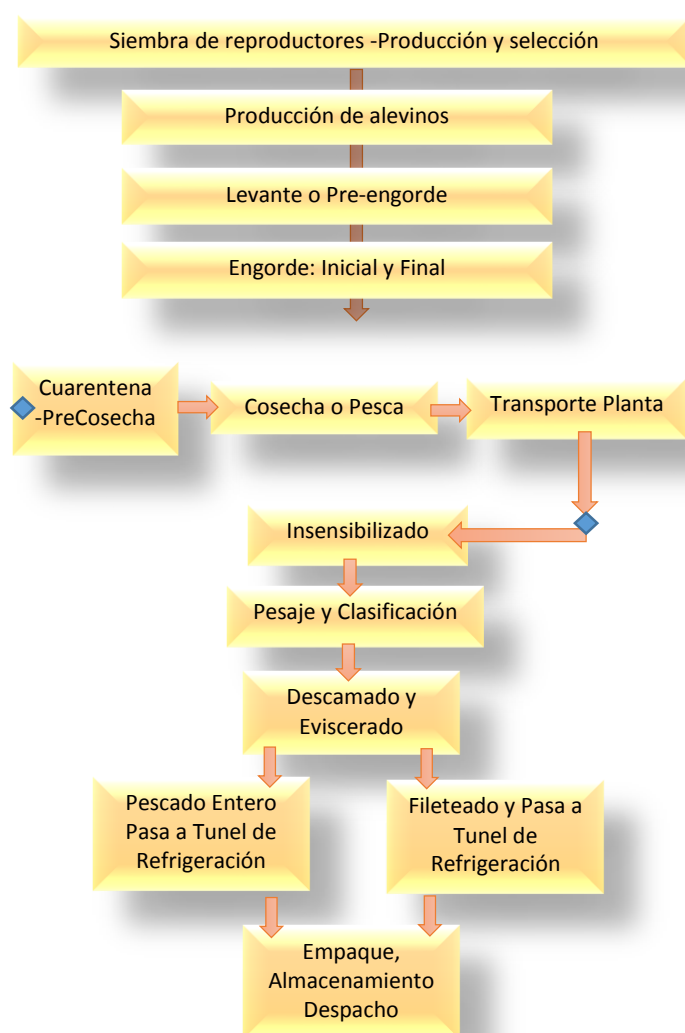 Siembra de reproductores -Producción y selección
Producción de alevinos
Levante o Pre-engorde
Engorde: Inicial y Final
Cuarentena
-PreCosecha
Cosecha o Pesca
Transporte Planta
Insensibilizado
Pesaje y Clasificación
Descamado y
Eviscerado
Pescado Entero
Pasa a Tunel de
Refrigeración
Fileteado y Pasa a
Tunel de
Refrigeración
Empaque,
Almacenamiento
Despacho